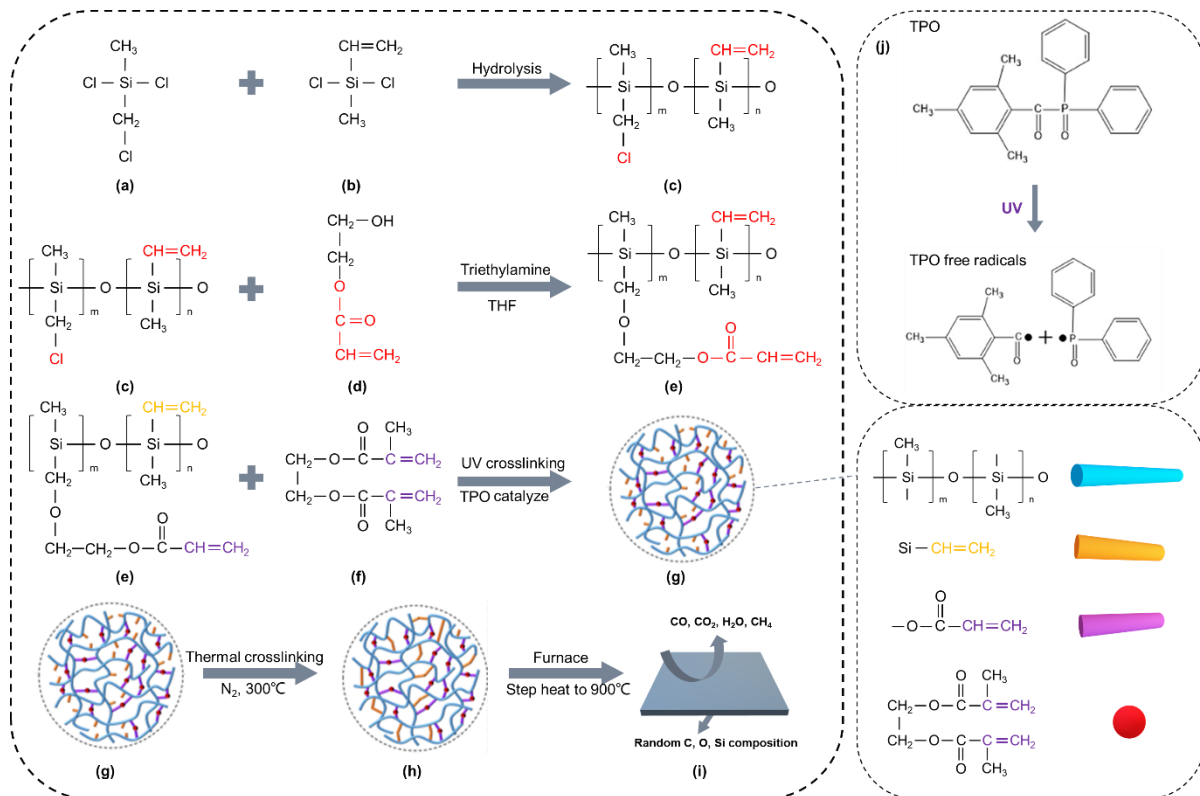 CH3
Cl Si Cl
CH2
Cl
(a)
CH=CH2
Cl Si Cl
CH3
(b)
Hydrolysis
CH3 CH=CH2
Si O Si O
m n
CH2 CH3
Cl
(c)
CH3 CH=CH2
Si O Si O
m n
CH2 CH3
Cl
(c)
CH2—OH
CH2
O
C=O
CH=CH2
(d)
Triethylamine
THF
CH3 CH=CH2
Si O Si O
m n
CH2 CH3
O O
CH2—CH2—O—C—CH=CH2
(e)
CH3 CH=CH2
Si O Si O
m n
CH2 CH3
O O
CH2—CH2—O—C—CH=CH2
(e)
O CH3
CH2—O—C—C=CH2
CH2—O—C—C=CH2
O CH3
(f)
UV crosslinking
TPO catalyze
(g)
(g)
Thermal crosslinking
N2, 300℃
(h)
Furnace
Step heat to 900℃
CO, CO2, H2O, CH4
Random C, O, Si composition
(i)
(j)
TPO
CH3
CH3 C P
O O
CH3
UV
TPO free radicals
CH3
CH3 C• + •P
O O
CH3
CH3
Si O Si O
m n
CH3
Si—CH=CH2
O
—O—C—CH=CH2
O CH3
CH2—O—C—C=CH2
CH2—O—C—C=CH2
O CH3